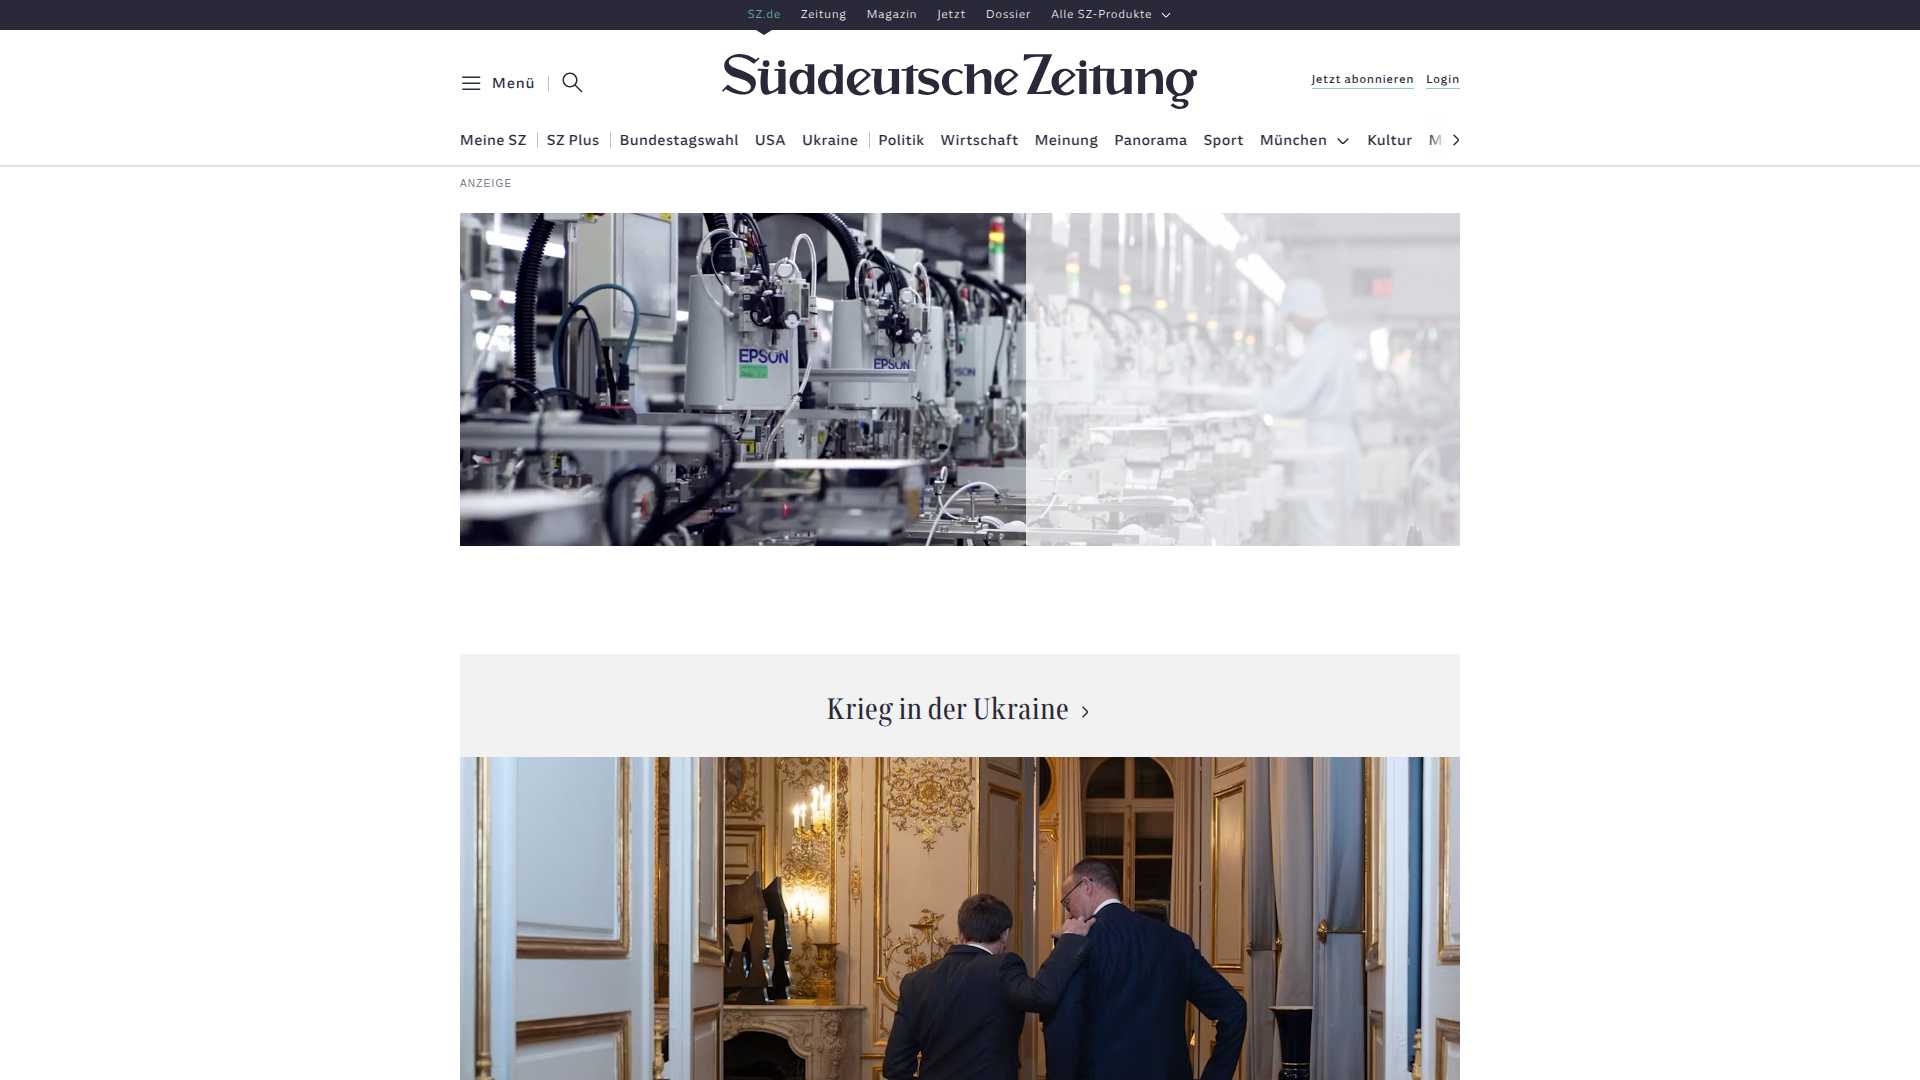 SZ.de Zeitung Magazin Jetzt Dossier Alle SZ-Produkte
Menü
Süddeutsche Zeitung
Jetzt abonnieren Login
Meine SZ SZ Plus Bundestagswahl USA Ukraine Politik Wirtschaft Meinung Panorama Sport München Kultur M
ANZEIGE
EPSON
EPSON
SON
Krieg in der Ukraine